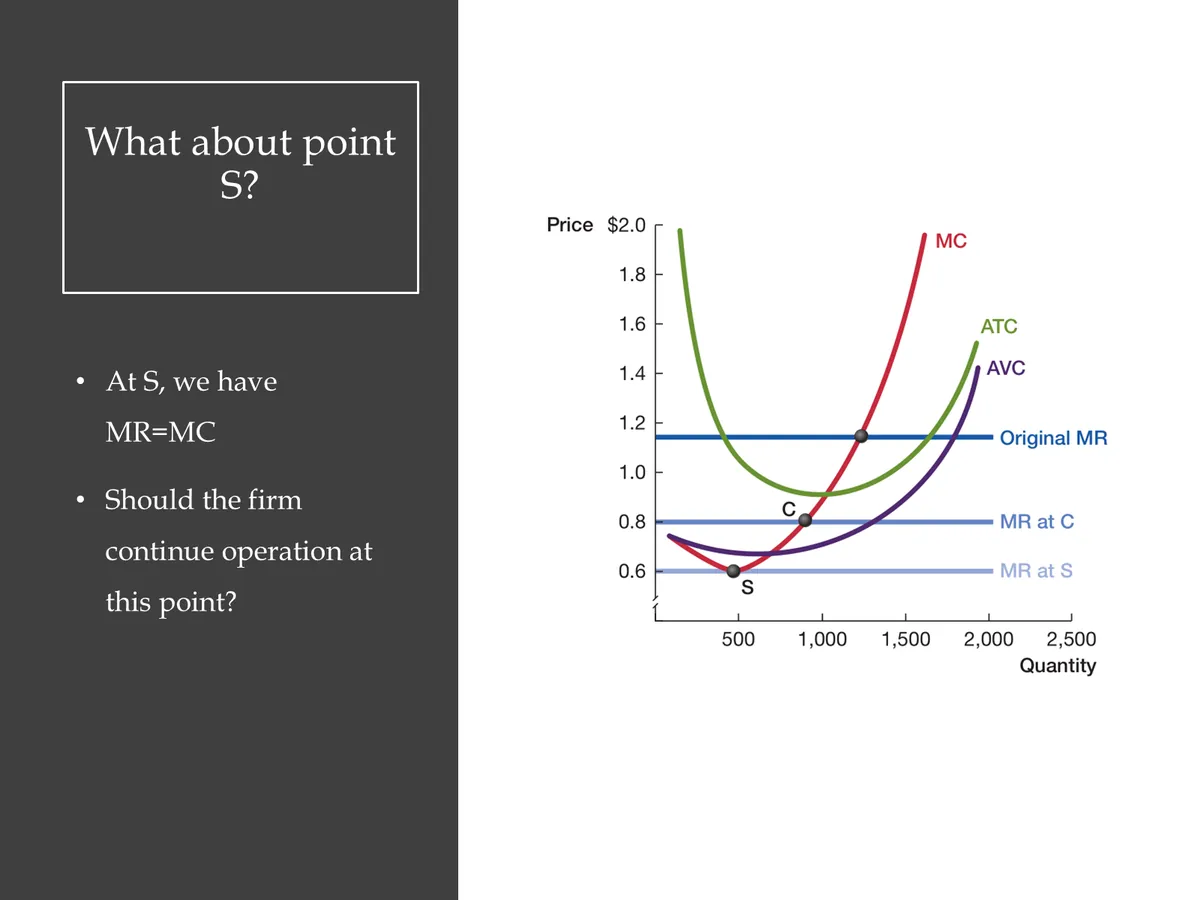 What about point
S?
• At S, we have
MR=MC
• Should the firm
continue operation at
this point?
Price $2.0
1.8
1.6
1.4
1.2
1.0
0.8
0.6
MC
ATC
AVC
Original MR
C
MR at C
MR at S
S
500 1,000 1,500 2,000 2,500
Quantity